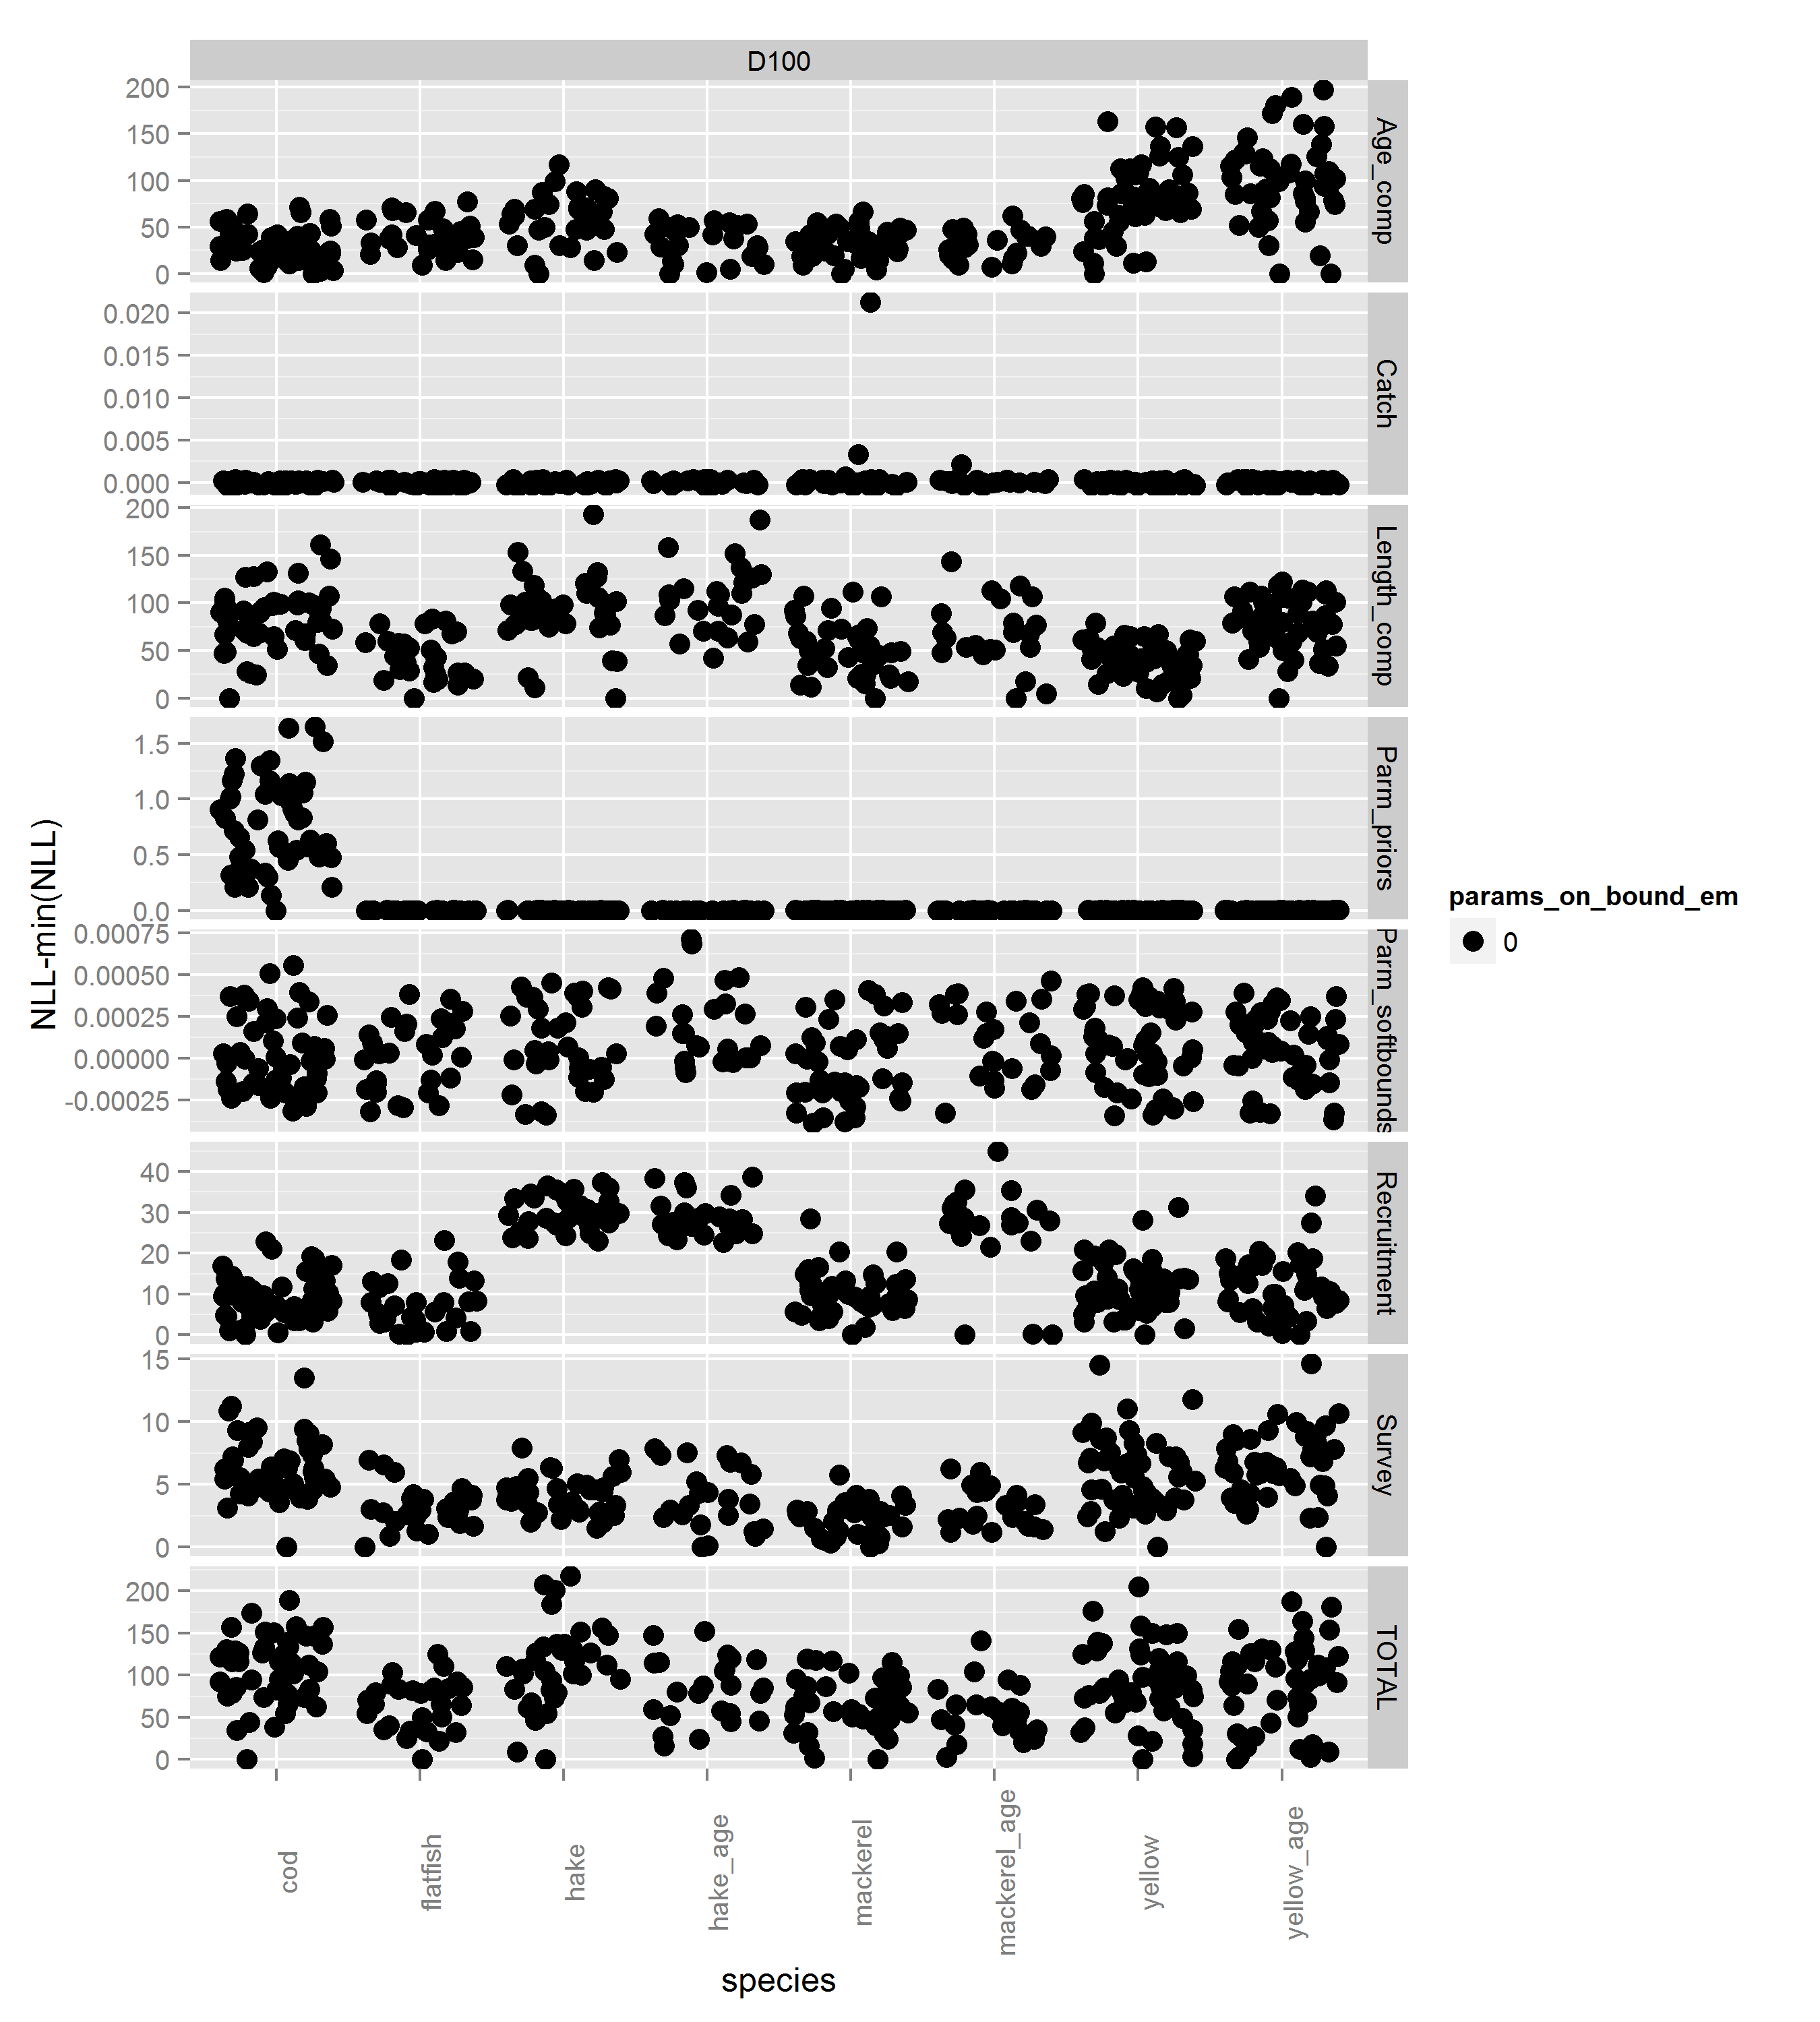 D100
200
150
100
50
0
Age_comp
0.020
0.015
0.010
0.005
0.000
Catch
200
150
100
50
0
Length_comp
1.5
1.0
0.5
0.0
Parm_priors
0.00075
0.00050
0.00025
0.00000
-0.00025
Parm_softbounds
40
30
20
10
0
Recruitment
15
10
5
0
Survey
200
150
100
50
0
TOTAL
NLL-min(NLL)
cod
flatfish
hake
hake_age
mackerel
mackerel_age
yellow
yellow_age
species
params_on_bound_em
0